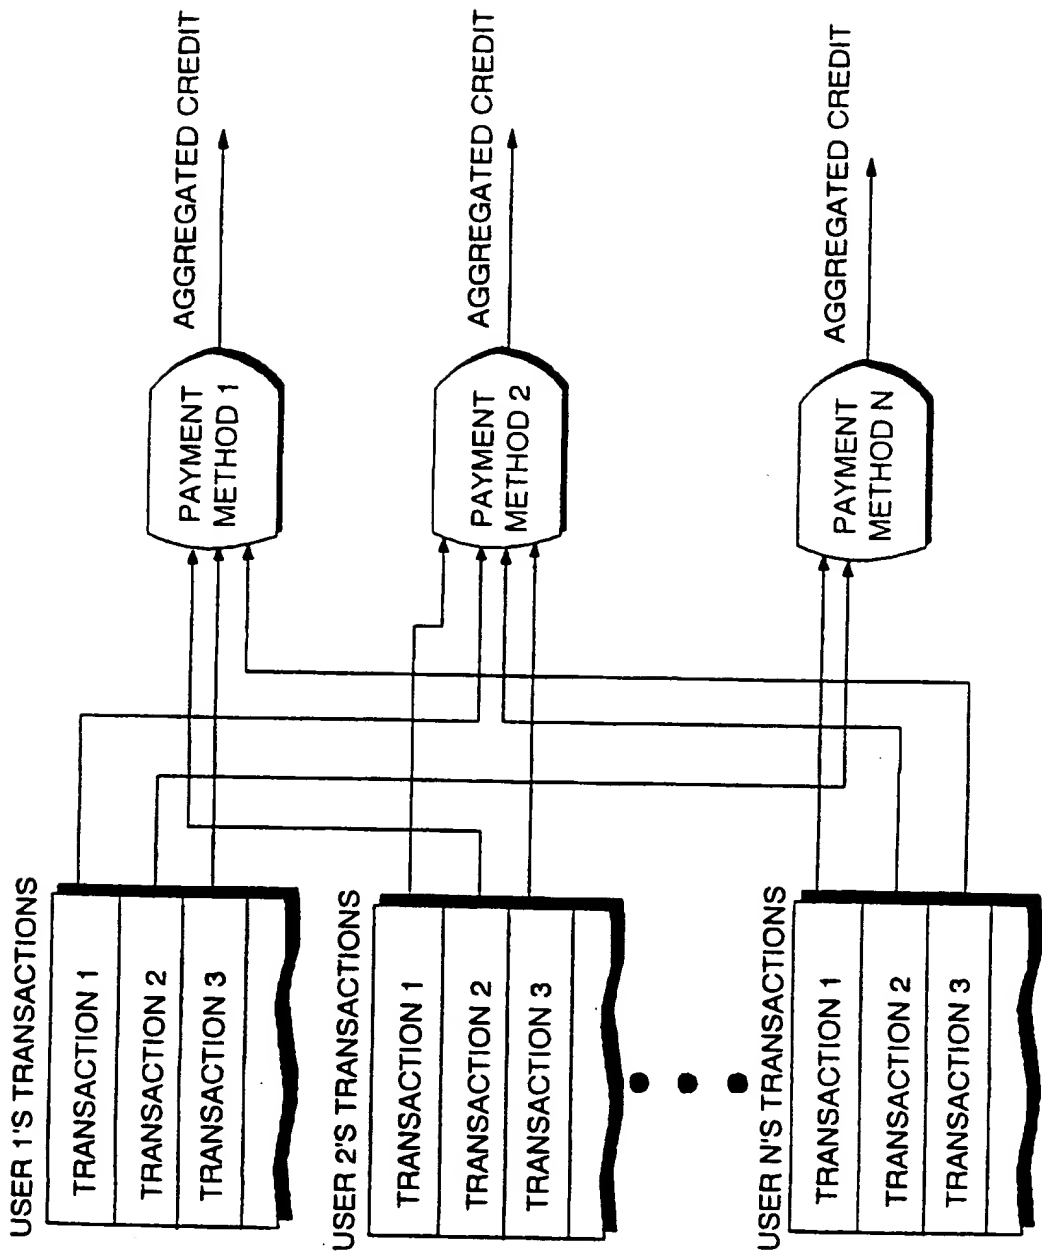 USER 1'S TRANSACTIONS
TRANSACTION 1
TRANSACTION 2
TRANSACTION 3
USER 2'S TRANSACTIONS
TRANSACTION 1
TRANSACTION 2
TRANSACTION 3
USER N'S TRANSACTIONS
TRANSACTION 1
TRANSACTION 2
TRANSACTION 3
PAYMENT
METHOD 1
PAYMENT
METHOD 2
PAYMENT
METHOD N
AGGREGATED CREDIT
AGGREGATED CREDIT
AGGREGATED CREDIT